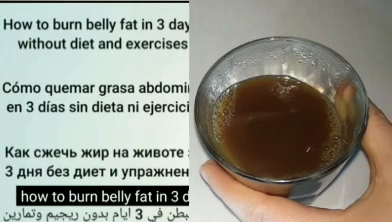 How to burn belly fat in 3 day
without diet and exercises
Cómo quemar grasa abdomi
en 3 días sin dieta ni ejercici
Как сжечь жир на животе
3 дня без диет и упражнен
how to burn belly fat in 3 d
بطن في 3 أيام بدون ريجيم وتمارين